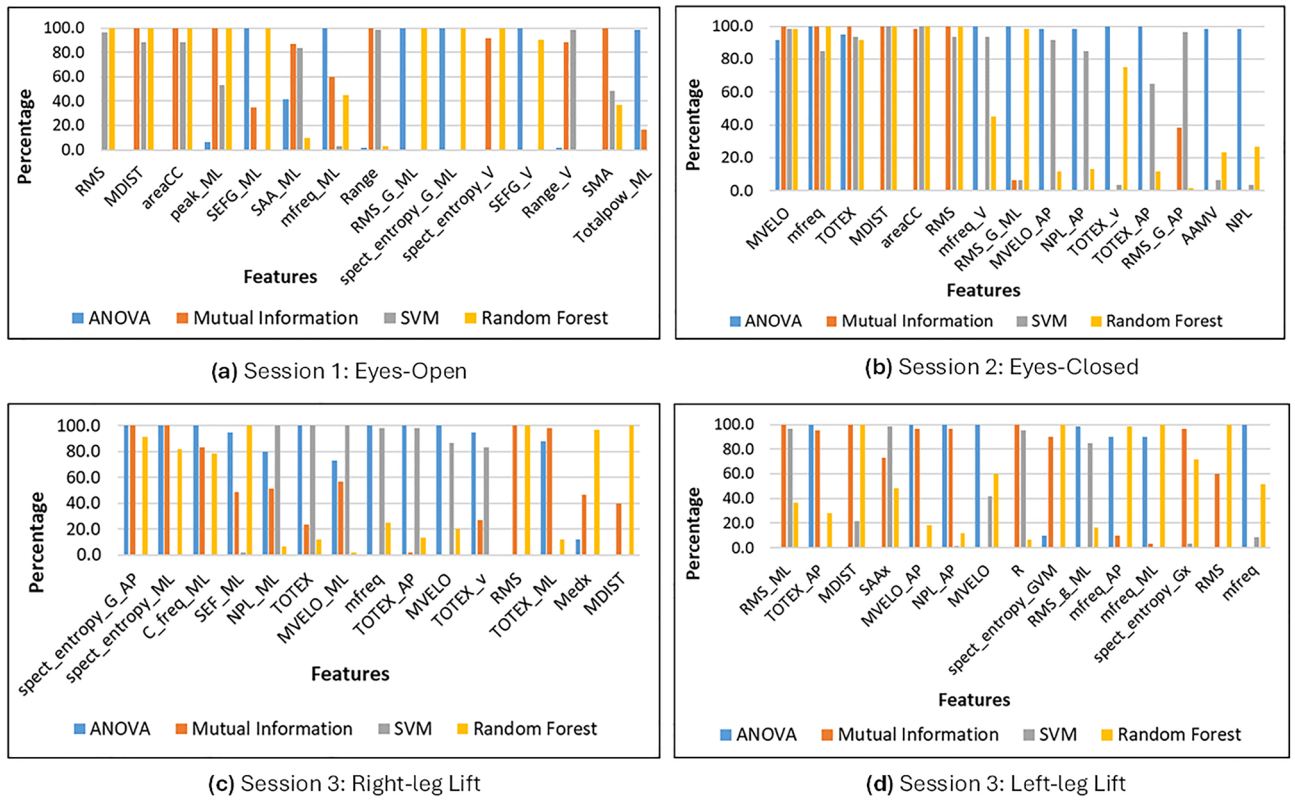 100.0
80.0
60.0
40.0
20.0
0.0
Percentage
RMS
MDIST
areaCC
peak_ML
SEFG_ML
SAA_ML
mfreq_ML
Range
RMS_G_ML
spect_entropy_G_ML
spect_entropy_V
SEFG_V
Range_V
SMA
Totalpow_ML
Features
ANOVA Mutual Information SVM Random Forest
(a) Session 1: Eyes-Open
100.0
80.0
60.0
40.0
20.0
0.0
Percentage
MVELO
mfreq
TOTEX
MDIST
areaCC
RMS
mfreq_V
RMS_G_ML
MVELO_AP
NPL_AP
TOTEX_v
TOTEX_AP
RMS_G_AP
AAMV
NPL
Features
ANOVA Mutual Information SVM Random Forest
(b) Session 2: Eyes-Closed
100.0
80.0
60.0
40.0
20.0
0.0
Percentage
spect_entropy_G_AP
spect_entropy_ML
C_freq_ML
SEF_ML
NPL_ML
TOTEX
MVELO_ML
mfreq
TOTEX_AP
MVELO
TOTEX_v
RMS
TOTEX_ML
Medx
MDIST
Features
ANOVA Mutual Information SVM Random Forest
(c) Session 3: Right-leg Lift
100.0
80.0
60.0
40.0
20.0
0.0
Percentage
RMS_ML
TOTEX_AP
MDIST
SAAx
MVELO_AP
NPL_AP
MVELO
R
spect_entropy_GVM
RMS_g_ML
mfreq_AP
mfreq_ML
spect_entropy_Gx
RMS
mfreq
Features
ANOVA Mutual Information SVM Random Forest
(d) Session 3: Left-leg Lift